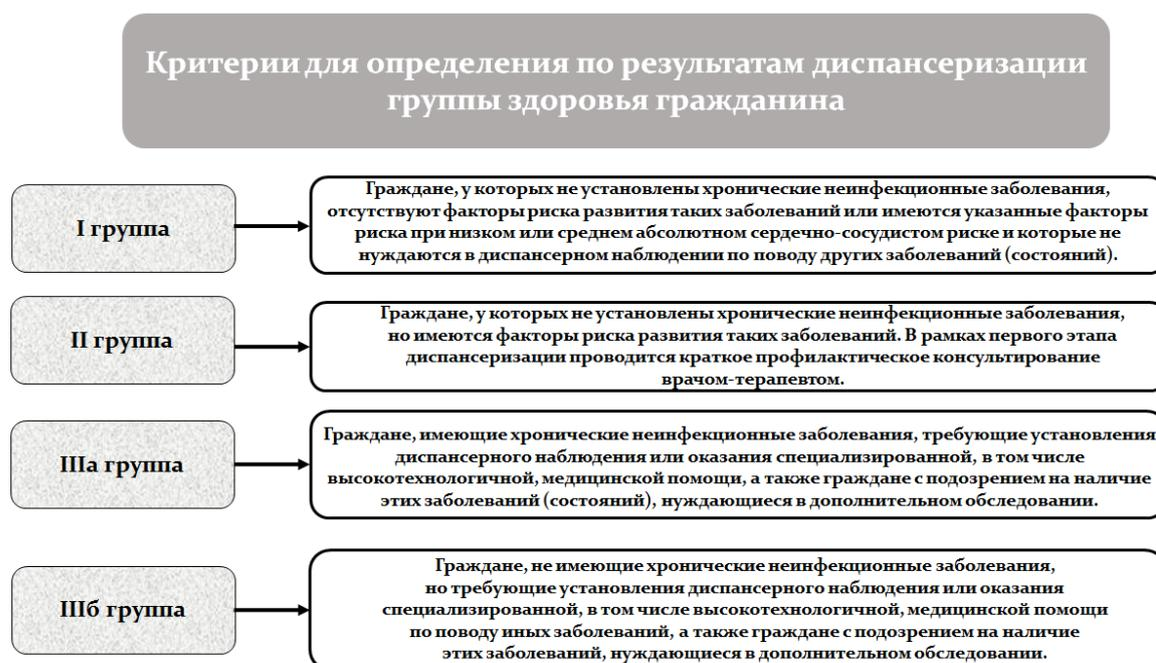 Критерии для определения по результатам диспансеризации
группы здоровья гражданина
I группа
Граждане, у которых не установлены хронические неинфекционные заболевания,
отсутствуют факторы риска развития таких заболеваний или имеются указанные факторы
риска при низком или среднем абсолютном сердечно-сосудистом риске и которые не
нуждаются в диспансерном наблюдении по поводу других заболеваний (состояний).
II группа
Граждане, у которых не установлены хронические неинфекционные заболевания,
но имеются факторы риска развития таких заболеваний. В рамках первого этапа
диспансеризации проводится краткое профилактическое консультирование
врачом-терапевтом.
IIIа группа
Граждане, имеющие хронические неинфекционные заболевания, требующие установления
диспансерного наблюдения или оказания специализированной, в том числе
высокотехнологичной, медицинской помощи, а также граждане с подозрением на наличие
этих заболеваний (состояний), нуждающиеся в дополнительном обследовании.
IIIб группа
Граждане, не имеющие хронические неинфекционные заболевания,
но требующие установления диспансерного наблюдения или оказания
специализированной, в том числе высокотехнологичной, медицинской помощи
по поводу иных заболеваний, а также граждане с подозрением на наличие
этих заболеваний, нуждающиеся в дополнительном обследовании.